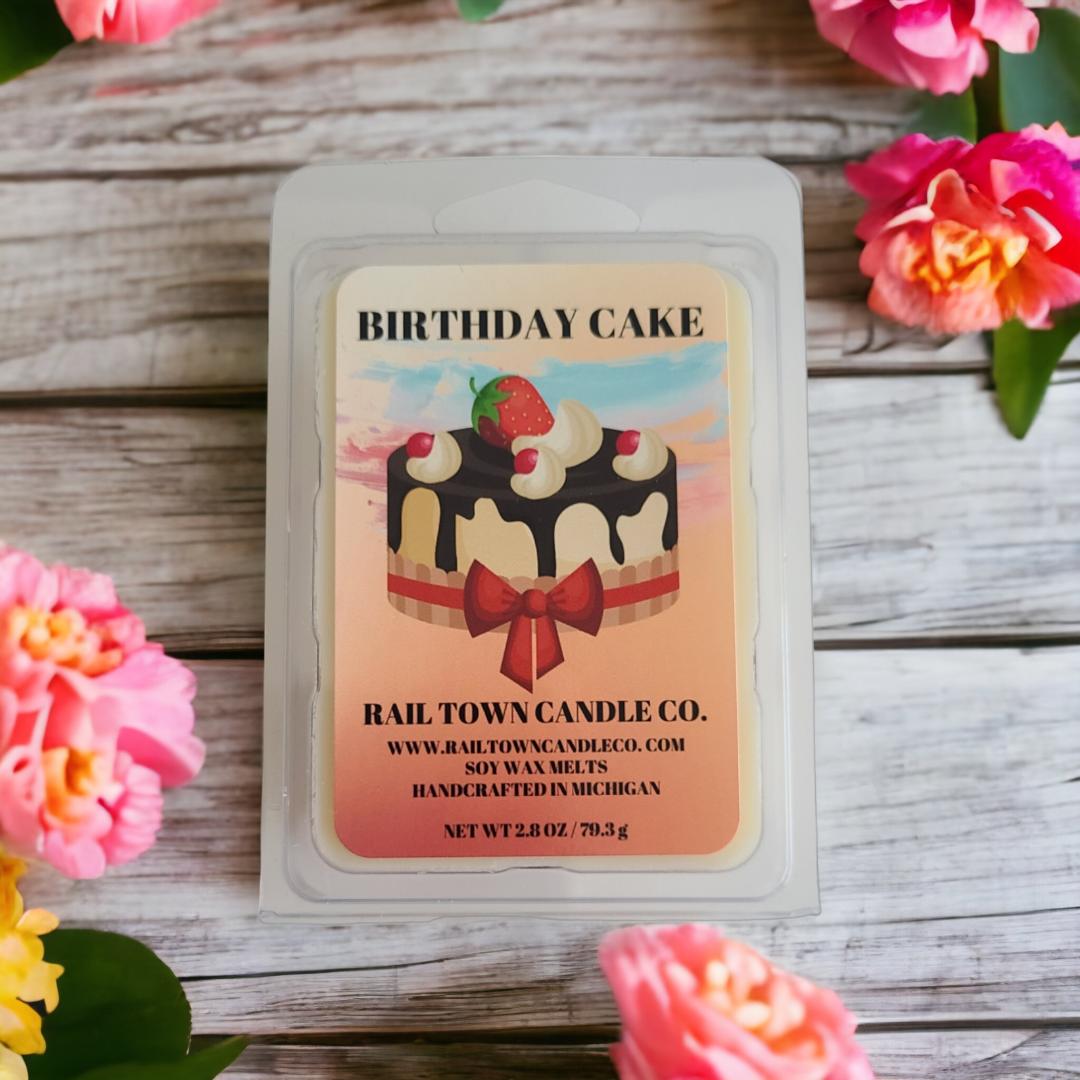 BIRTHDAY CAKE
RAIL TOWN CANDLE CO.
WWW.RAILTOWNCANDLECO. COM
SOY WAX MELTS
HANDCRAFTED IN MICHIGAN
NET WT 2.8 OZ / 79.3 g